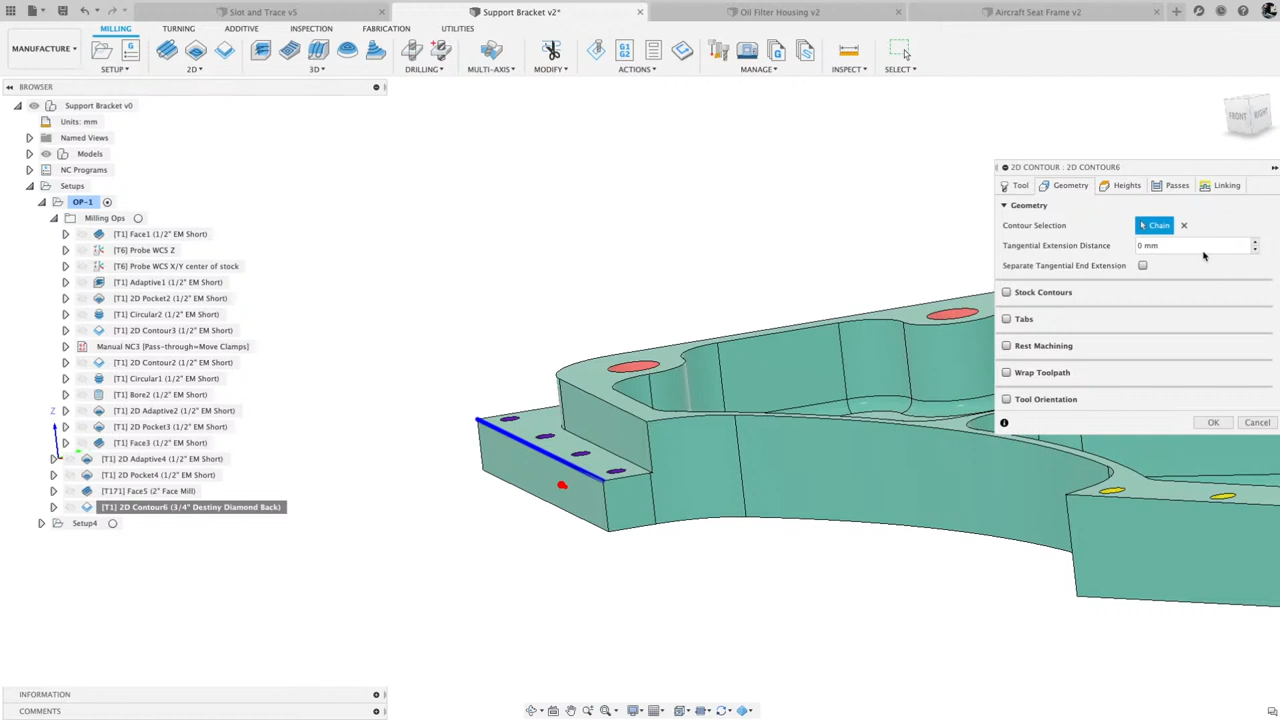 Slot and Trace v5
Support Bracket v2*
Oil Filter Housing v2
Aircraft Seat Frame v2
MANUFACTURE
MILLING TURNING ADDITIVE INSPECTION FABRICATION UTILITIES
SETUP 2D 3D DRILLING MULTI-AXIS MODIFY ACTIONS MANAGE INSPECT SELECT
G1
G2
BROWSER
Support Bracket v0
Units: mm
Named Views
Models
NC Programs
Setups
OP-1
Milling Ops
[T1] Face1 (1/2" EM Short)
[T6] Probe WCS Z
[T6] Probe WCS X/Y center of stock
[T1] Adaptive1 (1/2" EM Short)
[T1] 2D Pocket2 (1/2" EM Short)
[T1] Circular2 (1/2" EM Short)
[T1] 2D Contour3 (1/2" EM Short)
Manual NC3 [Pass-through=Move Clamps]
[T1] 2D Contour2 (1/2" EM Short)
[T1] Circular1 (1/2" EM Short)
[T1] Bore2 (1/2" EM Short)
[T1] 2D Adaptive2 (1/2" EM Short)
[T1] 2D Pocket3 (1/2" EM Short)
[T1] Face3 (1/2" EM Short)
[T1] 2D Adaptive4 (1/2" EM Short)
[T1] 2D Pocket4 (1/2" EM Short)
[T171] Face5 (2" Face Mill)
[T1] 2D Contour6 (3/4" Destiny Diamond Back)
Setup4
Z
FRONT RIGHT
2D CONTOUR : 2D CONTOUR6
Tool Geometry Heights Passes Linking
Geometry
Contour Selection Chain
Tangential Extension Distance 0 mm
Separate Tangential End Extension
Stock Contours
Tabs
Rest Machining
Wrap Toolpath
Tool Orientation
OK Cancel
INFORMATION
COMMENTS